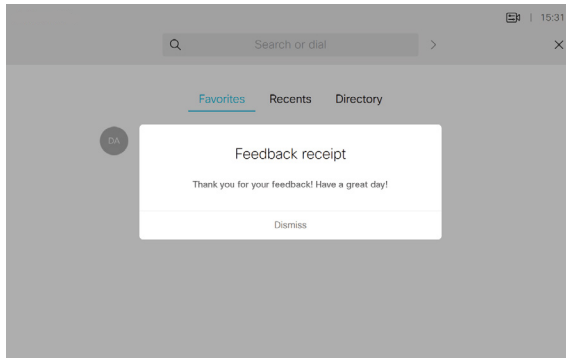 15:31
Search or dial
Favorites Recents Directory
DA
Feedback receipt
Thank you for your feedback! Have a great day!
Dismiss